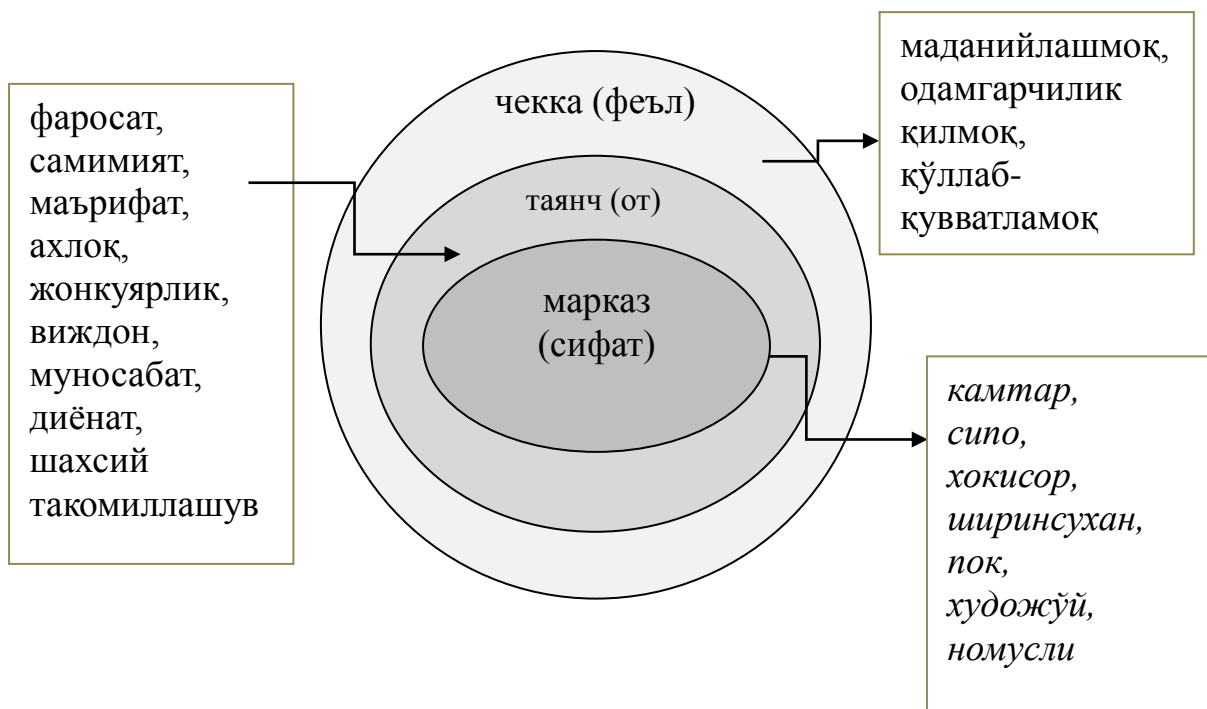 фаросат,
самимият,
маърифат,
ахлоқ,
жонкуярлик,
виждон,
муносабат,
диёнат,
шахсий
такомиллашув
чекка (феъл)
таянч (от)
марказ
(сифат)
маданийлашмоқ,
одамгарчилик
қилмоқ,
қўллаб-
қувватламоқ
камтар,
сипо,
хокисор,
ширинсухан,
пок,
художўй,
номусли